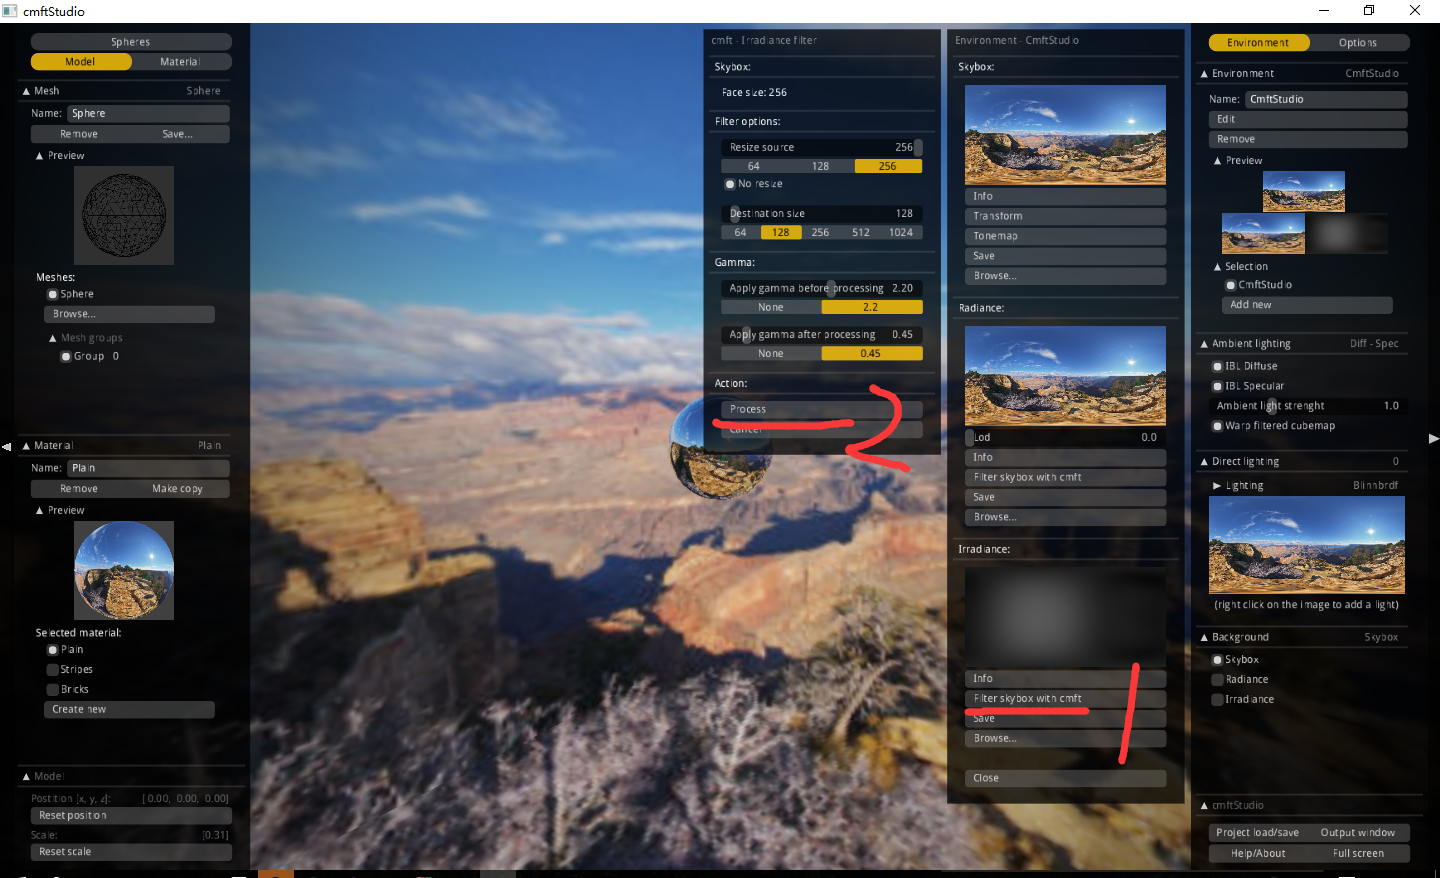 cmftStudio
Spheres
Model Material
▲ Mesh Sphere
Name: Sphere
Remove Save...
▲ Preview
Meshes:
Sphere
Browse...
▲ Mesh groups
Group 0
▲ Material Plain
Name: Plain
Remove Make copy
▲ Preview
Selected material:
Plain
Stripes
Bricks
Create new
▲ Model
Postition [x, y, z]: [ 0.00, 0.00, 0.00]
Reset position
Scale: [0.31]
Reset scale
cmft - Irradiance filter
Skybox:
Face size: 256
Filter options:
Resize source 256
64 128 256
No resize
Destination size 128
64 128 256 512 1024
Gamma:
Apply gamma before processing 2.20
None 2.2
Apply gamma after processing 0.45
None 0.45
Action:
Process
Cancel
2
Environment - CmftStudio
Skybox:
Info
Transform
Tonemap
Save
Browse...
Radiance:
Lod 0.0
Info
Filter skybox with cmft
Save
Browse...
Irradiance:
Info
Filter skybox with cmft
Save
Browse...
1
Close
Environment Options
▲ Environment CmftStudio
Name: CmftStudio
Edit
Remove
▲ Preview
▲ Selection
CmftStudio
Add new
▲ Ambient lighting Diff - Spec
IBL Diffuse
IBL Specular
Ambient light strenght 1.0
Warp filtered cubemap
▲ Direct lighting 0
▶ Lighting Blinnbrdf
(right click on the image to add a light)
▲ Background Skybox
Skybox
Radiance
Irradiance
▲ cmftStudio
Project load/save Output window
Help/About Full screen